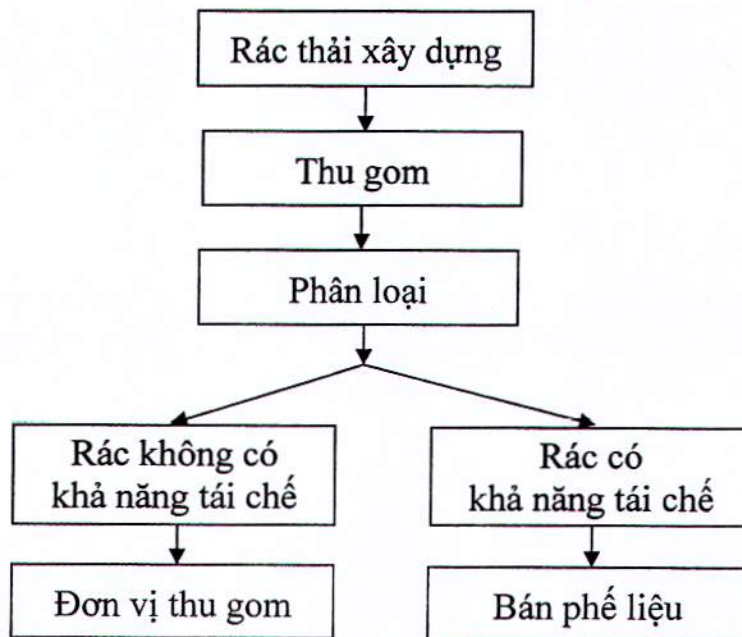 Rác thải xây dựng
Thu gom
Phân loại
Rác không có
khả năng tái chế
Rác có
khả năng tái chế
Đơn vị thu gom
Bán phế liệu